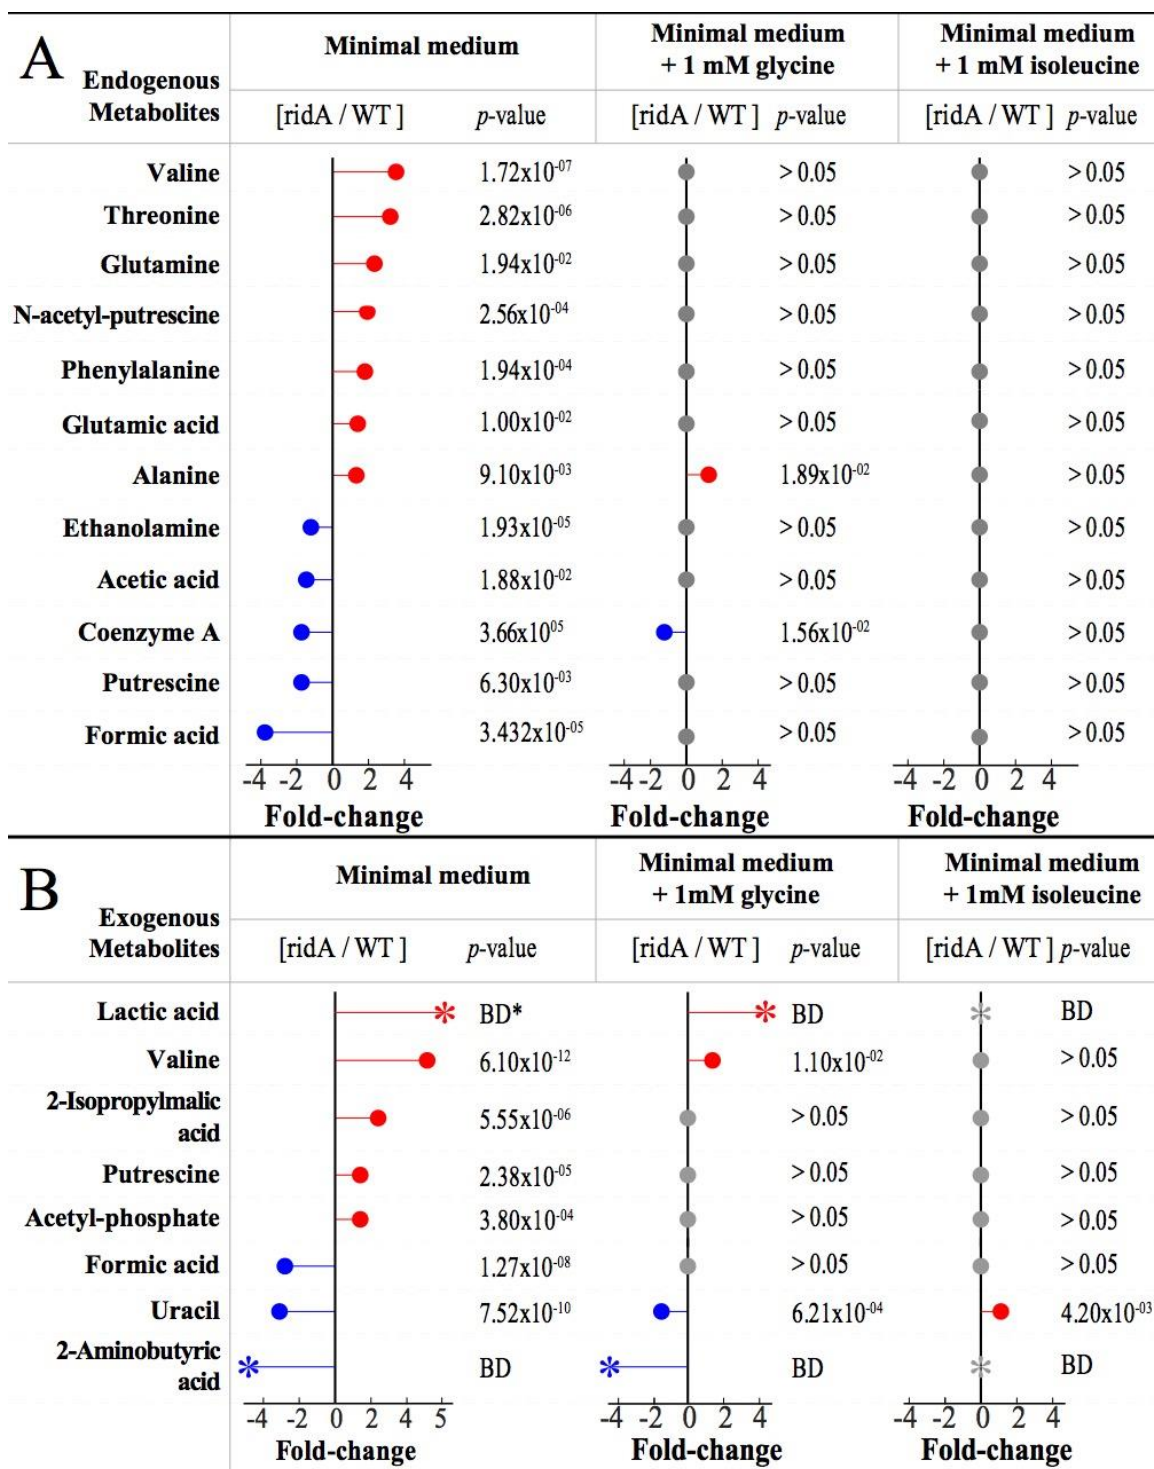 A
Endogenous
Metabolites
Minimal medium
Minimal medium
+ 1 mM glycine
Minimal medium
+ 1 mM isoleucine
[ridA / WT ] p-value [ridA / WT ] p-value [ridA / WT ] p-value
Valine 1.72x10⁻⁰⁷ > 0.05 > 0.05
Threonine 2.82x10⁻⁰⁶ > 0.05 > 0.05
Glutamine 1.94x10⁻⁰² > 0.05 > 0.05
N-acetyl-putrescine 2.56x10⁻⁰⁴ > 0.05 > 0.05
Phenylalanine 1.94x10⁻⁰⁴ > 0.05 > 0.05
Glutamic acid 1.00x10⁻⁰² > 0.05 > 0.05
Alanine 9.10x10⁻⁰³ 1.89x10⁻⁰² > 0.05
Ethanolamine 1.93x10⁻⁰⁵ > 0.05 > 0.05
Acetic acid 1.88x10⁻⁰² > 0.05 > 0.05
Coenzyme A 3.66x10⁰⁵ 1.56x10⁻⁰² > 0.05
Putrescine 6.30x10⁻⁰³ > 0.05 > 0.05
Formic acid 3.432x10⁻⁰⁵ > 0.05 > 0.05
-4 -2 0 2 4 -4 -2 0 2 4 -4 -2 0 2 4
Fold-change Fold-change Fold-change
B
Exogenous
Metabolites
Minimal medium
Minimal medium
+ 1mM glycine
Minimal medium
+ 1mM isoleucine
[ridA / WT ] p-value [ridA / WT ] p-value [ridA / WT ] p-value
Lactic acid BD* BD BD
Valine 6.10x10⁻¹² 1.10x10⁻⁰² > 0.05
2-Isopropylmalic
acid 5.55x10⁻⁰⁶ > 0.05 > 0.05
Putrescine 2.38x10⁻⁰⁵ > 0.05 > 0.05
Acetyl-phosphate 3.80x10⁻⁰⁴ > 0.05 > 0.05
Formic acid 1.27x10⁻⁰⁸ > 0.05 > 0.05
Uracil 7.52x10⁻¹⁰ 6.21x10⁻⁰⁴ 4.20x10⁻⁰³
2-Aminobutyric
acid BD BD BD
-4 -2 0 2 5 -4 -2 0 2 4 -4 -2 0 2 4
Fold-change Fold-change Fold-change